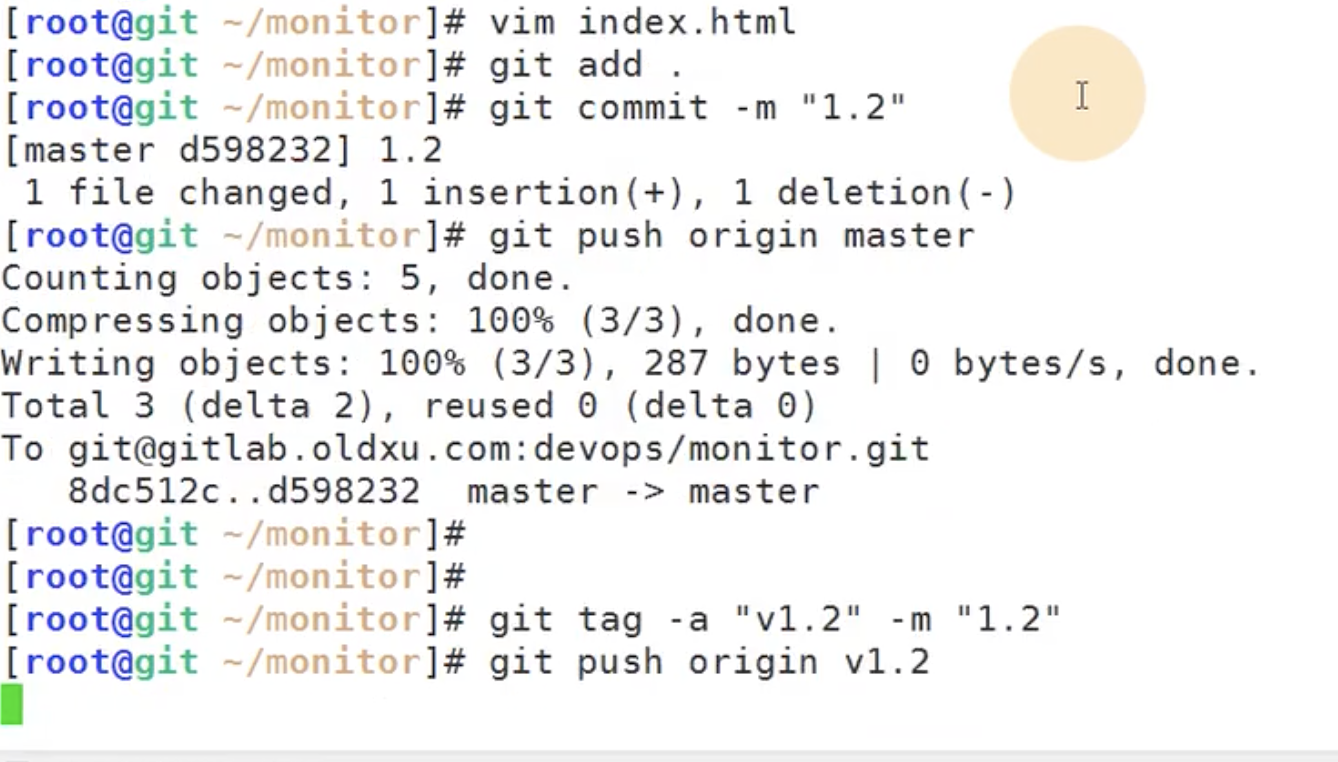 [root@git ~/monitor]# vim index.html
[root@git ~/monitor]# git add .
[root@git ~/monitor]# git commit -m "1.2"
[master d598232] 1.2
 1 file changed, 1 insertion(+), 1 deletion(-)
[root@git ~/monitor]# git push origin master
Counting objects: 5, done.
Compressing objects: 100% (3/3), done.
Writing objects: 100% (3/3), 287 bytes | 0 bytes/s, done.
Total 3 (delta 2), reused 0 (delta 0)
To git@gitlab.oldxu.com:devops/monitor.git
   8dc512c..d598232  master -> master
[root@git ~/monitor]#
[root@git ~/monitor]#
[root@git ~/monitor]# git tag -a "v1.2" -m "1.2"
[root@git ~/monitor]# git push origin v1.2